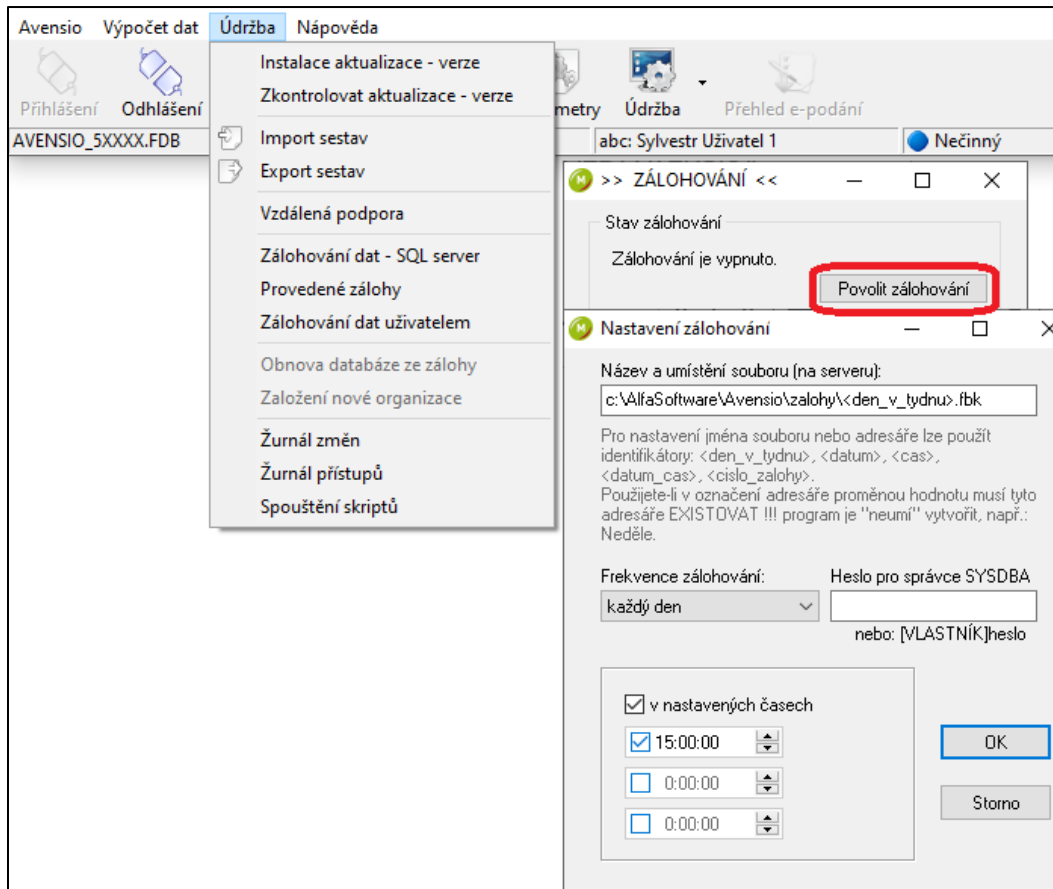 Avensio Výpočet dat Údržba Nápověda
Přihlášení Odhlášení metry Údržba Přehled e-podání
AVENSIO_5XXXX.FDB abc: Sylvestr Uživatel 1 Nečinný
Instalace aktualizace - verze
Zkontrolovat aktualizace - verze
Import sestav
Export sestav
Vzdálená podpora
Zálohování dat - SQL server
Provedené zálohy
Zálohování dat uživatelem
Obnova databáze ze zálohy
Založení nové organizace
Žurnál změn
Žurnál přístupů
Spouštění skriptů
>> ZÁLOHOVÁNÍ <<
Stav zálohování
Zálohování je vypnuto.
Povolit zálohování
Nastavení zálohování
Název a umístění souboru (na serveru):
c:\AlfaSoftware\Avensio\zalohy\<den_v_tydnu>.fbk
Pro nastavení jména souboru nebo adresáře lze použít
identifikátory: <den_v_tydnu>, <datum>, <cas>,
<datum_cas>, <cislo_zalohy>.
Použijete-li v označení adresáře proměnou hodnotu musí tyto
adresáře EXISTOVAT !!! program je "neumí" vytvořit, např.:
Neděle.
Frekvence zálohování: Heslo pro správce SYSDBA
každý den
nebo: [VLASTNÍK]heslo
v nastavených časech
15:00:00
0:00:00
0:00:00
OK
Storno